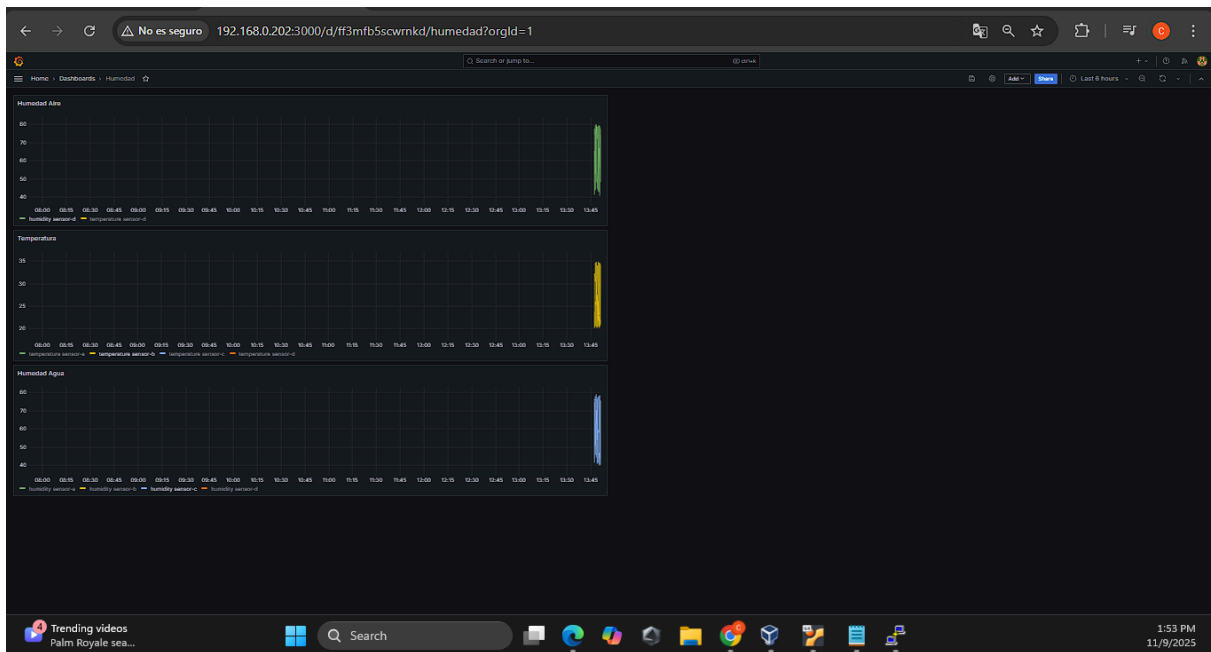 No es seguro 192.168.0.202:3000/d/ff3mfb5scwrnkd/humedad?orgId=1
Search or jump to... ctrl+k
Home › Dashboards › Humedad Add Share Last 6 hours
Humedad Aire
80
70
60
50
40
08:00 08:15 08:30 08:45 09:00 09:15 09:30 09:45 10:00 10:15 10:30 10:45 11:00 11:15 11:30 11:45 12:00 12:15 12:30 12:45 13:00 13:15 13:30 13:45
humidity sensor-d temperature sensor-d
Temperatura
35
30
25
20
08:00 08:15 08:30 08:45 09:00 09:15 09:30 09:45 10:00 10:15 10:30 10:45 11:00 11:15 11:30 11:45 12:00 12:15 12:30 12:45 13:00 13:15 13:30 13:45
temperature sensor-a temperature sensor-b temperature sensor-c temperature sensor-d
Humedad Agua
80
70
60
50
40
08:00 08:15 08:30 08:45 09:00 09:15 09:30 09:45 10:00 10:15 10:30 10:45 11:00 11:15 11:30 11:45 12:00 12:15 12:30 12:45 13:00 13:15 13:30 13:45
humidity sensor-a humidity sensor-b humidity sensor-c humidity sensor-d
4
Trending videos
Palm Royale sea...
Search
1:53 PM
11/9/2025